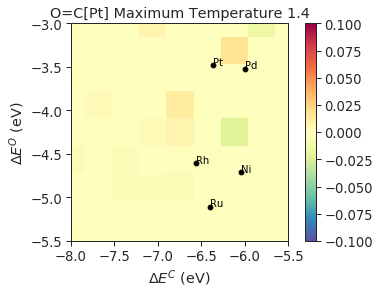 O=C[Pt] Maximum Temperature 1.4
−3.0
−3.5
−4.0
−4.5
−5.0
−5.5
ΔE^O (eV)
Pt
Pd
Rh
Ni
Ru
−8.0 −7.5 −7.0 −6.5 −6.0 −5.5
ΔE^C (eV)
0.100
0.075
0.050
0.025
0.000
−0.025
−0.050
−0.075
−0.100